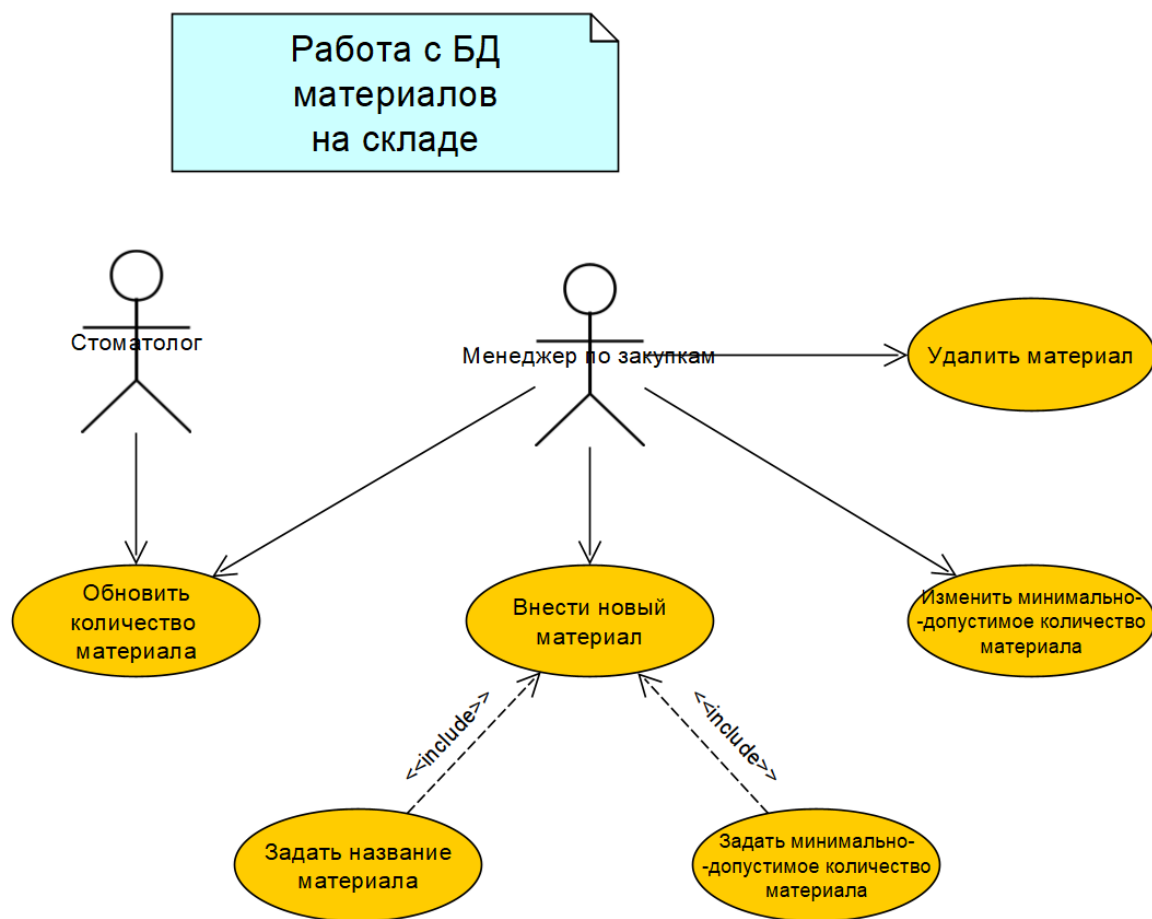 Работа с БД
материалов
на складе
Стоматолог
Менеджер по закупкам
Удалить материал
Обновить
количество
материала
Внести новый
материал
Изменить минимально-
-допустимое количество
материала
<<include>>
<<include>>
Задать название
материала
Задать минимально-
-допустимое количество
материала